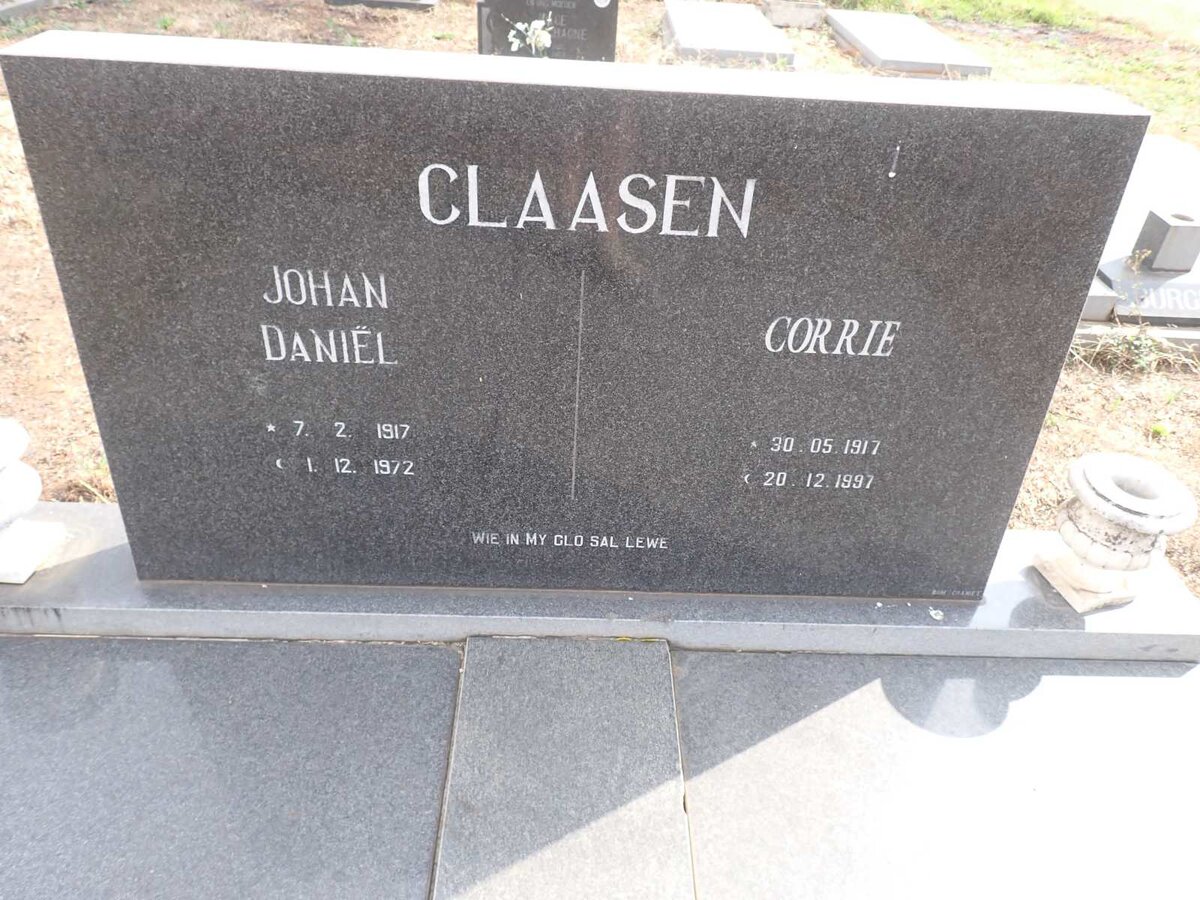 CLAASEN
JOHAN
DANIËL
* 7. 2. 1917
1. 12. 1972
CORRIE
* 30.05.1917
20.12.1997
WIE IN MY GLO SAL LEWE